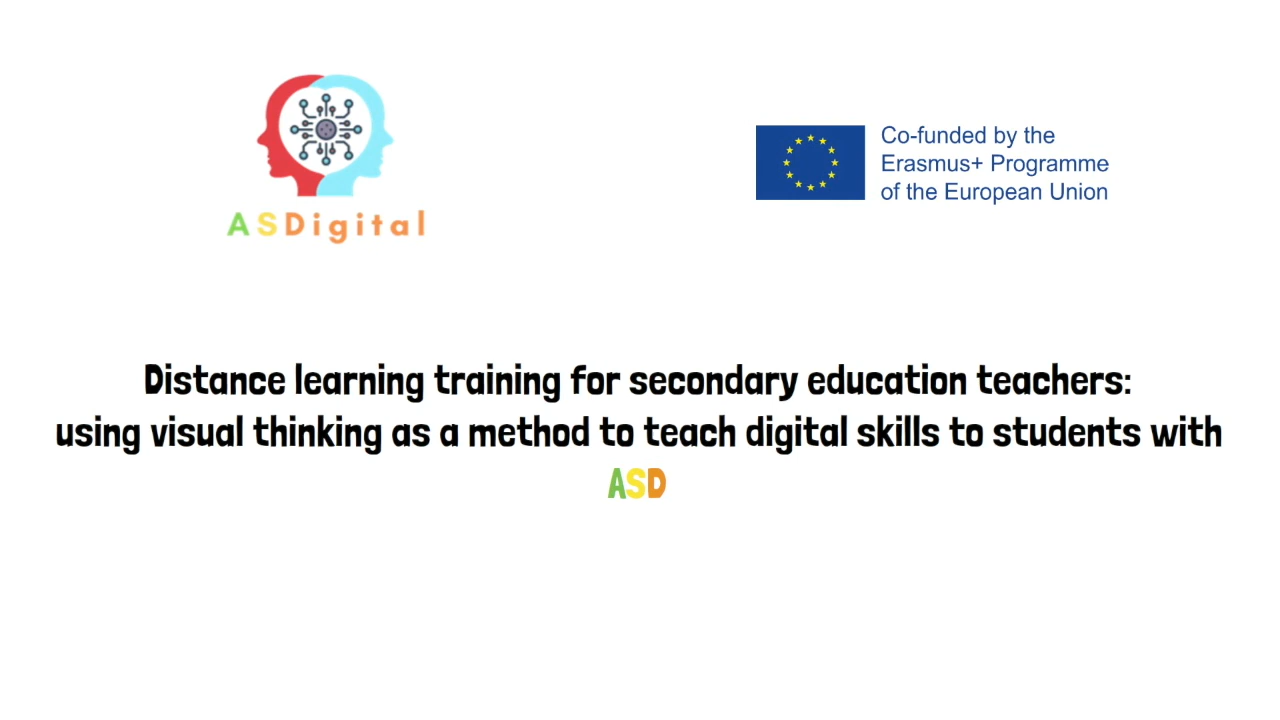 ASDigital
Co-funded by the
Erasmus+ Programme
of the European Union
Distance learning training for secondary education teachers:
using visual thinking as a method to teach digital skills to students with
ASD